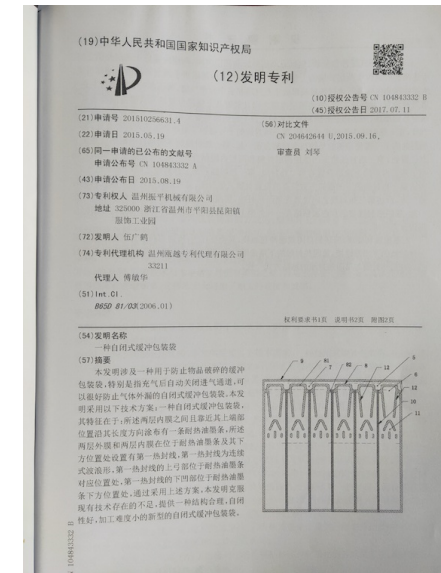 (19)中华人民共和国国家知识产权局
(12)发明专利
(10)授权公告号 CN 104843332 B
(45)授权公告日 2017.07.11
(21)申请号 201510256631.4
(22)申请日 2015.05.19
(65)同一申请的已公布的文献号
申请公布号 CN 104843332 A
(43)申请公布日 2015.08.19
(73)专利权人 温州振平机械有限公司
地址 325000 浙江省温州市平阳县昆阳镇
服饰工业园
(72)发明人 伍广鹤
(74)专利代理机构 温州瓯越专利代理有限公司
33211
代理人 傅敏华
(51)Int.Cl.
B65D 81/03(2006.01)
(56)对比文件
CN 204642644 U,2015.09.16,
审查员 刘琴
权利要求书1页 说明书2页 附图2页
(54)发明名称
一种自闭式缓冲包装袋
(57)摘要
本发明涉及一种用于防止物品破碎的缓冲
包装袋,特别是指充气后自动关闭进气通道,可
以很好防止气体外漏的自闭式缓冲包装袋。本发
明采用以下技术方案:一种自闭式缓冲包装袋,
其特征在于:所述两层内膜之间且靠近其上端部
位置沿其长度方向涂布有一条耐热油墨条,所述
两层外膜和两层内膜在位于耐热油墨条及其下
方位置处设置有第一热封线,第一热封线为连续
式波浪形,第一热封线的上弓部位于耐热油墨条
对应位置处,第一热封线的下凹部位于耐热油墨
条下方位置处,通过采用上述方案,本发明克服
现有技术存在的不足,提供一种结构合理,自闭
性好,加工难度小的新型的自闭式缓冲包装袋。
9
91
7
92
8
13
5
6
12
10
11
104843332 B